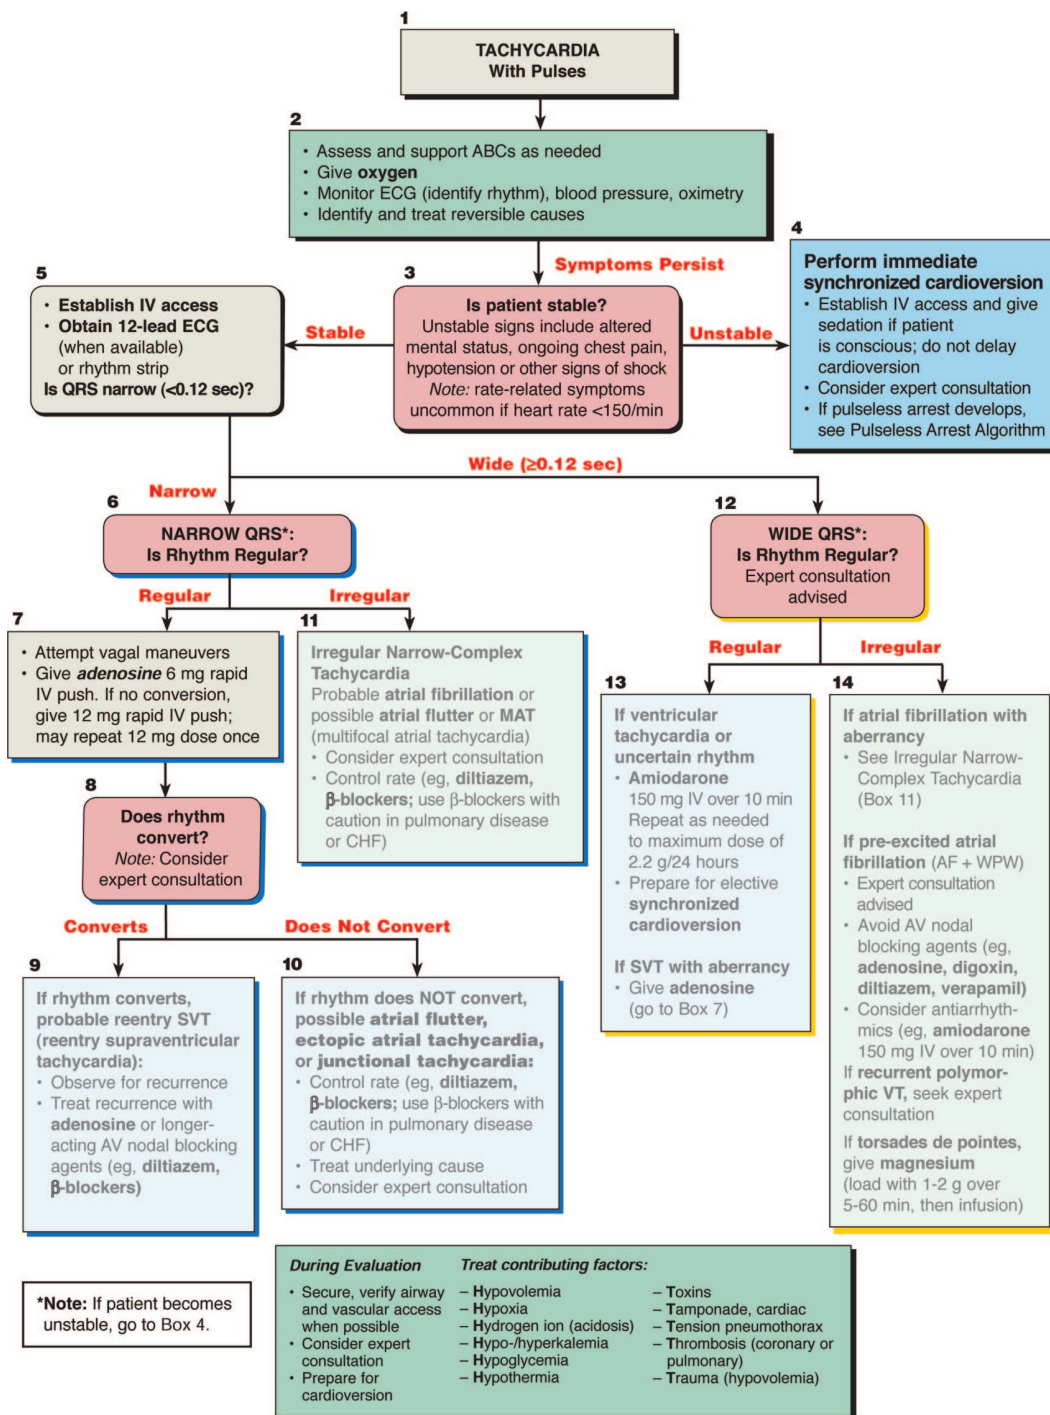 1
TACHYCARDIA
With Pulses
2
• Assess and support ABCs as needed
• Give oxygen
• Monitor ECG (identify rhythm), blood pressure, oximetry
• Identify and treat reversible causes
Symptoms Persist
3
Is patient stable?
Unstable signs include altered
mental status, ongoing chest pain,
hypotension or other signs of shock
Note: rate-related symptoms
uncommon if heart rate <150/min
Stable
Unstable
4
Perform immediate
synchronized cardioversion
• Establish IV access and give
sedation if patient
is conscious; do not delay
cardioversion
• Consider expert consultation
• If pulseless arrest develops,
see Pulseless Arrest Algorithm
5
• Establish IV access
• Obtain 12-lead ECG
(when available)
or rhythm strip
Is QRS narrow (<0.12 sec)?
Narrow
Wide (≥0.12 sec)
6
NARROW QRS*:
Is Rhythm Regular?
Regular
Irregular
7
• Attempt vagal maneuvers
• Give adenosine 6 mg rapid
IV push. If no conversion,
give 12 mg rapid IV push;
may repeat 12 mg dose once
8
Does rhythm
convert?
Note: Consider
expert consultation
Converts
Does Not Convert
9
If rhythm converts,
probable reentry SVT
(reentry supraventricular
tachycardia):
• Observe for recurrence
• Treat recurrence with
adenosine or longer-
acting AV nodal blocking
agents (eg, diltiazem,
β-blockers)
10
If rhythm does NOT convert,
possible atrial flutter,
ectopic atrial tachycardia,
or junctional tachycardia:
• Control rate (eg, diltiazem,
β-blockers; use β-blockers with
caution in pulmonary disease
or CHF)
• Treat underlying cause
• Consider expert consultation
11
Irregular Narrow-Complex
Tachycardia
Probable atrial fibrillation or
possible atrial flutter or MAT
(multifocal atrial tachycardia)
• Consider expert consultation
• Control rate (eg, diltiazem,
β-blockers; use β-blockers with
caution in pulmonary disease
or CHF)
12
WIDE QRS*:
Is Rhythm Regular?
Expert consultation
advised
Regular
Irregular
13
If ventricular
tachycardia or
uncertain rhythm
• Amiodarone
150 mg IV over 10 min
Repeat as needed
to maximum dose of
2.2 g/24 hours
• Prepare for elective
synchronized
cardioversion
If SVT with aberrancy
• Give adenosine
(go to Box 7)
14
If atrial fibrillation with
aberrancy
• See Irregular Narrow-
Complex Tachycardia
(Box 11)
If pre-excited atrial
fibrillation (AF + WPW)
• Expert consultation
advised
• Avoid AV nodal
blocking agents (eg,
adenosine, digoxin,
diltiazem, verapamil)
• Consider antiarrhyth-
mics (eg, amiodarone
150 mg IV over 10 min)
If recurrent polymor-
phic VT, seek expert
consultation
If torsades de pointes,
give magnesium
(load with 1-2 g over
5-60 min, then infusion)
*Note: If patient becomes
unstable, go to Box 4.
During Evaluation
• Secure, verify airway
and vascular access
when possible
• Consider expert
consultation
• Prepare for
cardioversion
Treat contributing factors:
– Hypovolemia
– Hypoxia
– Hydrogen ion (acidosis)
– Hypo-/hyperkalemia
– Hypoglycemia
– Hypothermia
– Toxins
– Tamponade, cardiac
– Tension pneumothorax
– Thrombosis (coronary or
pulmonary)
– Trauma (hypovolemia)